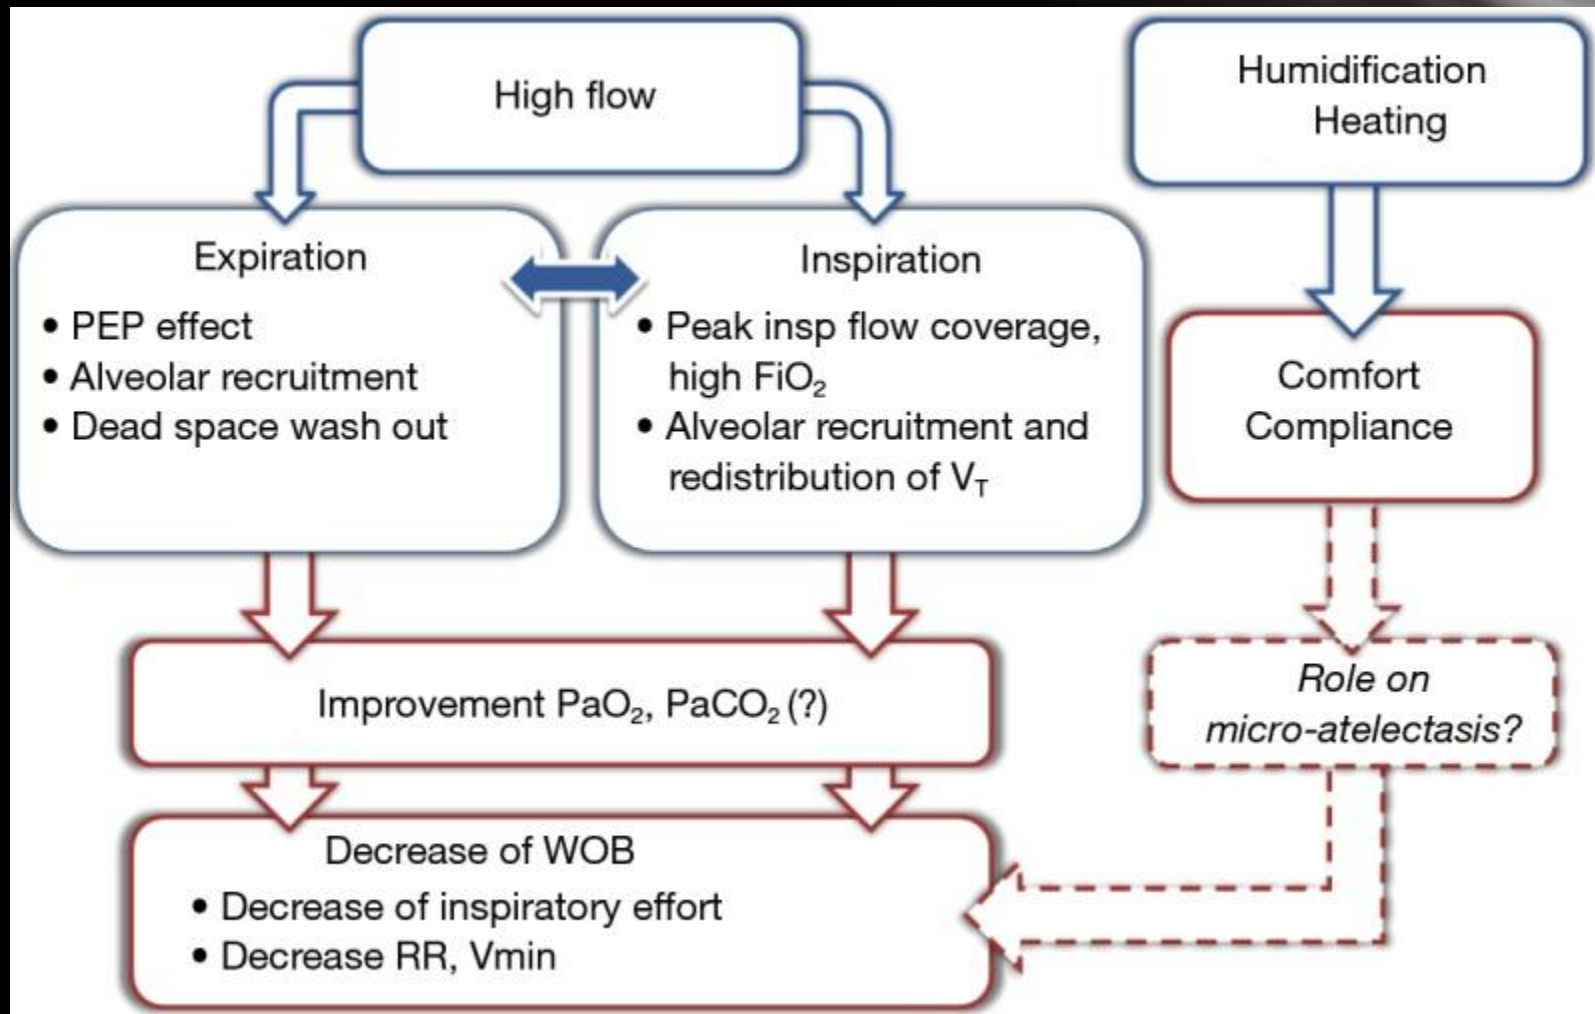 High flow
Humidification
Heating
Expiration
• PEP effect
• Alveolar recruitment
• Dead space wash out
Inspiration
• Peak insp flow coverage,
high FiO₂
• Alveolar recruitment and
redistribution of V_T
Comfort
Compliance
Improvement PaO₂, PaCO₂ (?)
Role on
micro-atelectasis?
Decrease of WOB
• Decrease of inspiratory effort
• Decrease RR, Vmin